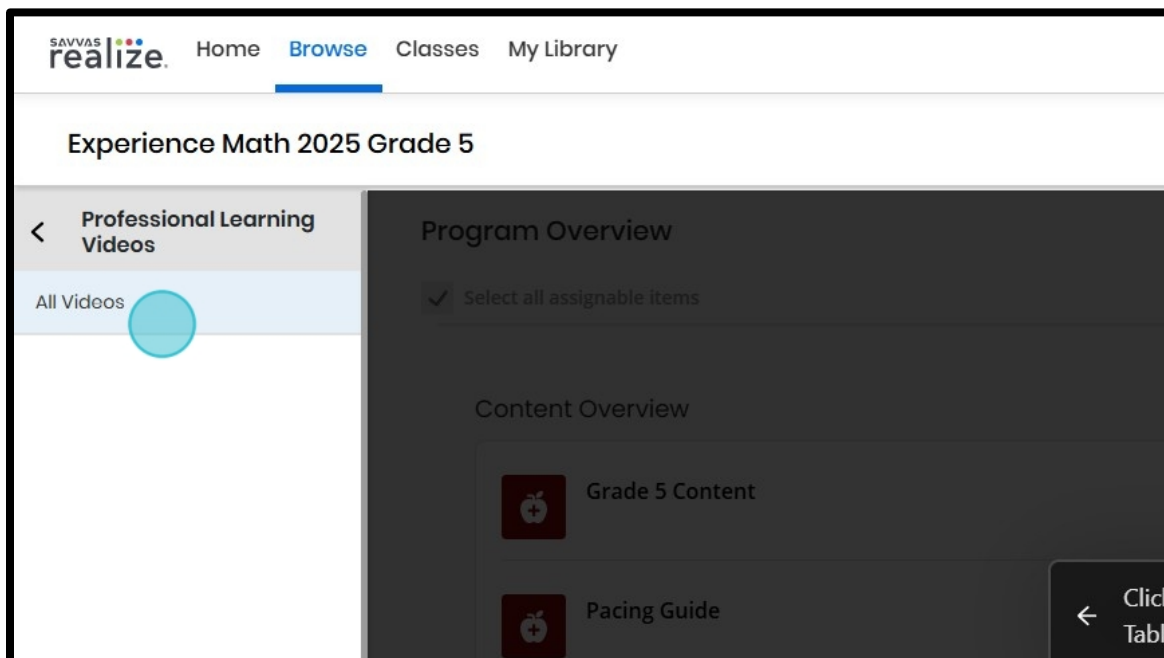 SAVVAS
realize.
Home Browse Classes My Library
Experience Math 2025 Grade 5
Professional Learning
Videos
All Videos
Program Overview
Select all assignable items
Content Overview
Grade 5 Content
Pacing Guide